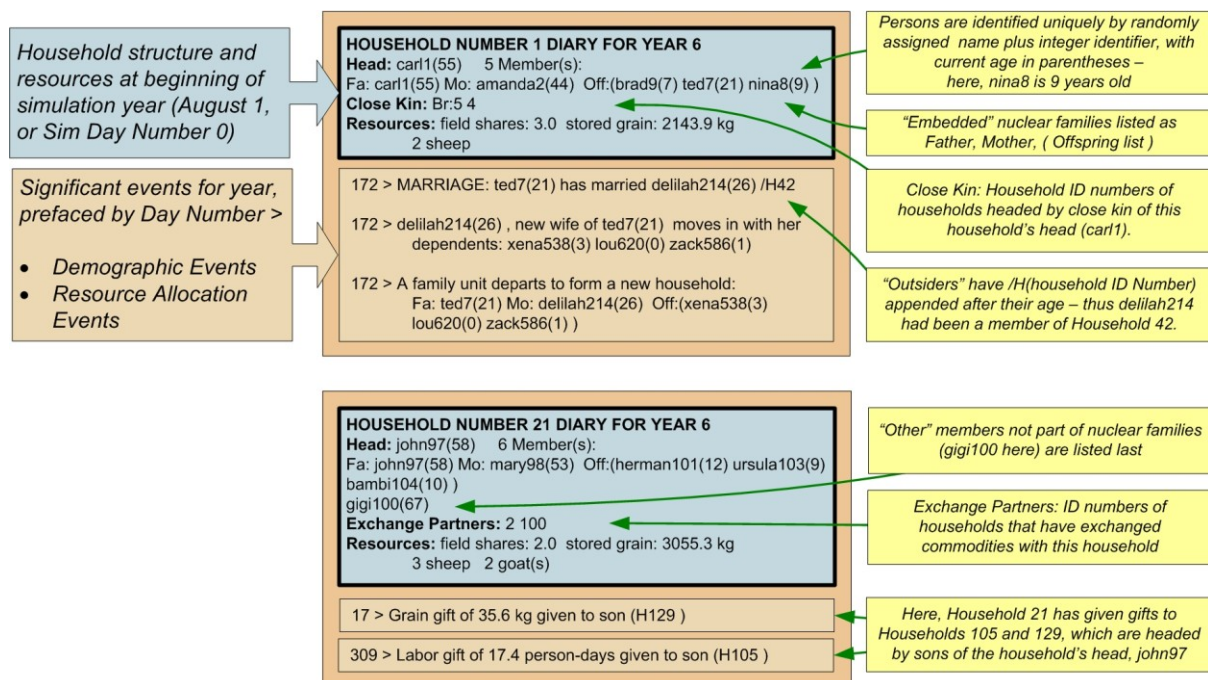 Household structure and
resources at beginning of
simulation year (August 1,
or Sim Day Number 0)
HOUSEHOLD NUMBER 1 DIARY FOR YEAR 6
Head: carl1(55) 5 Member(s):
Fa: carl1(55) Mo: amanda2(44) Off:(brad9(7) ted7(21) nina8(9) )
Close Kin: Br:5 4
Resources: field shares: 3.0 stored grain: 2143.9 kg
2 sheep
Persons are identified uniquely by randomly
assigned name plus integer identifier, with
current age in parentheses –
here, nina8 is 9 years old
“Embedded” nuclear families listed as
Father, Mother, ( Offspring list )
Significant events for year,
prefaced by Day Number >
• Demographic Events
• Resource Allocation
Events
172 > MARRIAGE: ted7(21) has married delilah214(26) /H42
172 > delilah214(26) , new wife of ted7(21) moves in with her
dependents: xena538(3) lou620(0) zack586(1)
172 > A family unit departs to form a new household:
Fa: ted7(21) Mo: delilah214(26) Off:(xena538(3)
lou620(0) zack586(1) )
Close Kin: Household ID numbers of
households headed by close kin of this
household’s head (carl1).
“Outsiders” have /H(household ID Number)
appended after their age – thus delilah214
had been a member of Household 42.
HOUSEHOLD NUMBER 21 DIARY FOR YEAR 6
Head: john97(58) 6 Member(s):
Fa: john97(58) Mo: mary98(53) Off:(herman101(12) ursula103(9)
bambi104(10) )
gigi100(67)
Exchange Partners: 2 100
Resources: field shares: 2.0 stored grain: 3055.3 kg
3 sheep 2 goat(s)
“Other” members not part of nuclear families
(gigi100 here) are listed last
Exchange Partners: ID numbers of
households that have exchanged
commodities with this household
17 > Grain gift of 35.6 kg given to son (H129 )
309 > Labor gift of 17.4 person-days given to son (H105 )
Here, Household 21 has given gifts to
Households 105 and 129, which are headed
by sons of the household’s head, john97